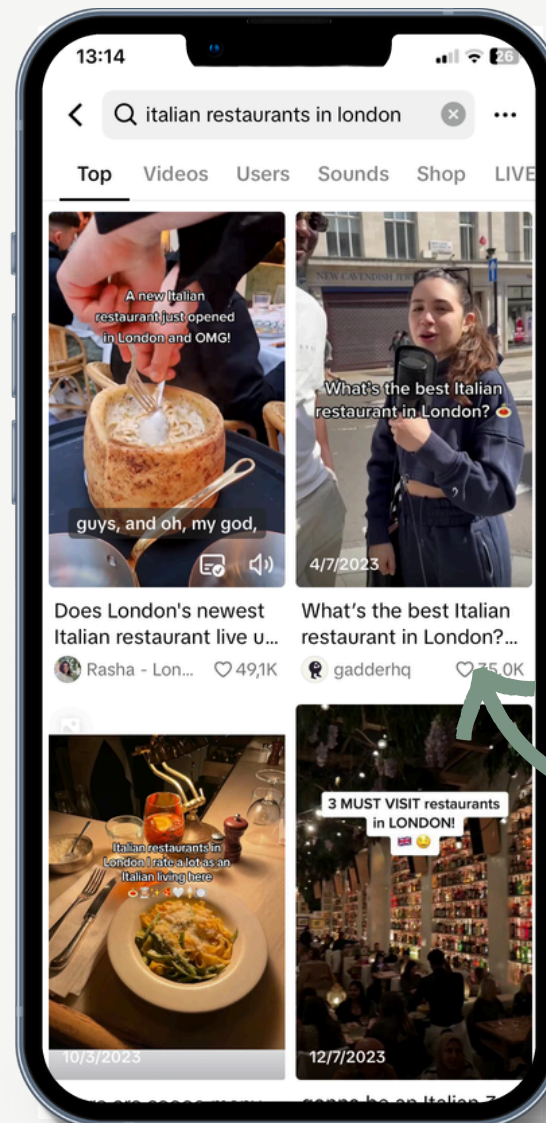 13:14
26
italian restaurants in london
Top Videos Users Sounds Shop LIVE
A new Italian
restaurant just opened
in London and OMG!
guys, and oh, my god,
NEW CAVENDISH
What's the best Italian
restaurant in London?
4/7/2023
Does London's newest
Italian restaurant live u...
Rasha - Lon... 49,1K
What's the best Italian
restaurant in London?...
gadderhq 35,0K
Italian restaurants in
London I rate a lot as an
Italian living here
10/3/2023
3 MUST VISIT restaurants
in LONDON!
12/7/2023